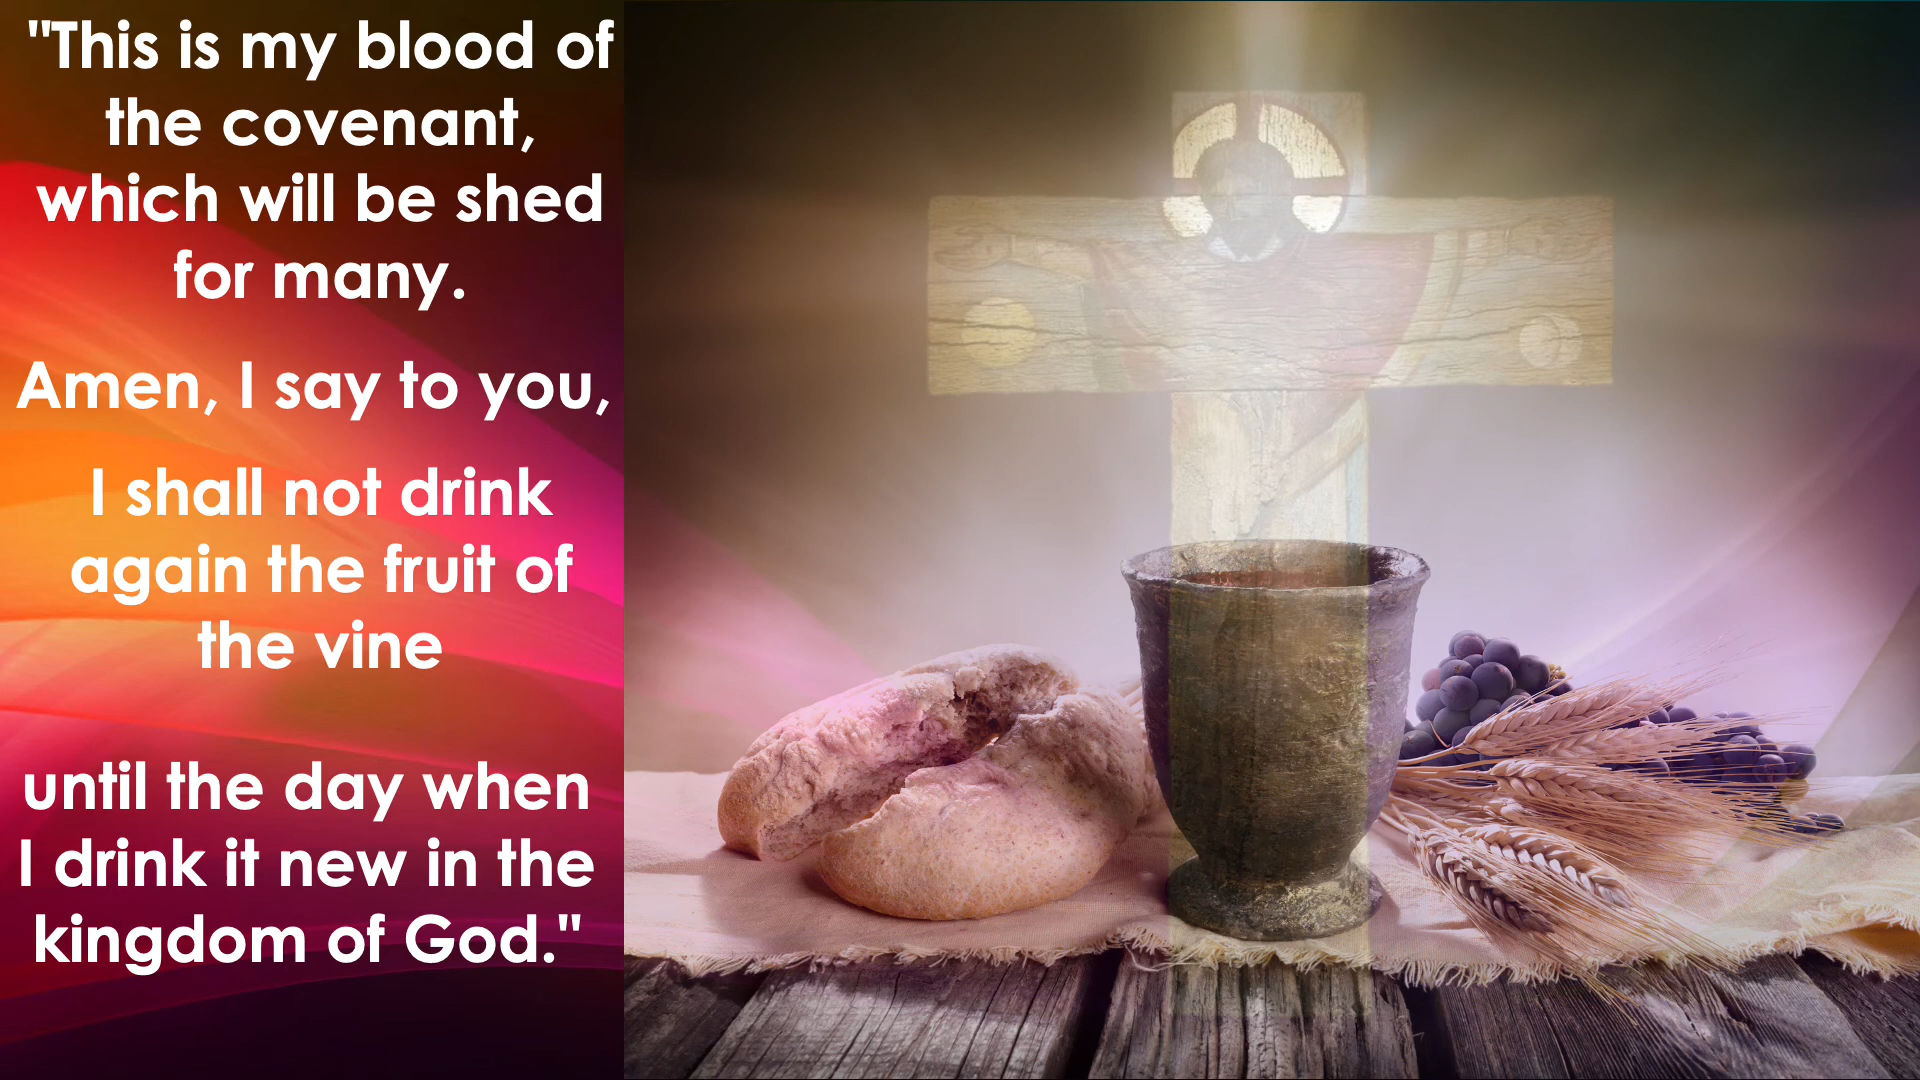 "This is my blood of
the covenant,
which will be shed
for many.
Amen, I say to you,
I shall not drink
again the fruit of
the vine
until the day when
I drink it new in the
kingdom of God."